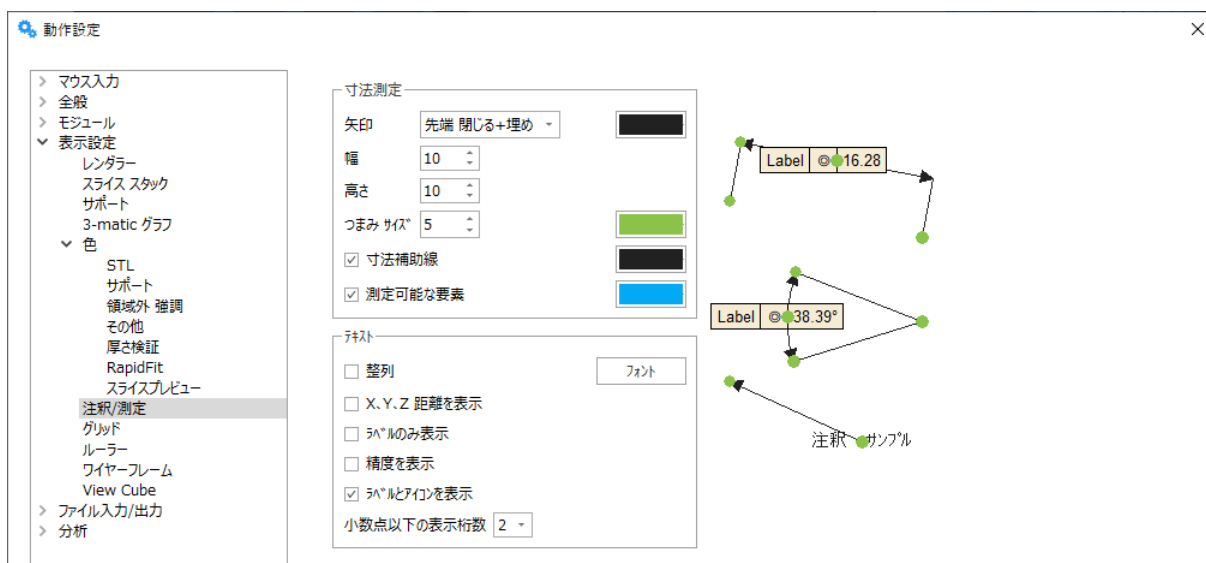 動作設定
マウス入力
全般
モジュール
表示設定
レンダラー
スライス スタック
サポート
3-matic グラフ
色
STL
サポート
領域外 強調
その他
厚さ検証
RapidFit
スライスプレビュー
注釈/測定
グリッド
ルーラー
ワイヤーフレーム
View Cube
ファイル入力/出力
分析
寸法測定
矢印 先端 閉じる+埋め
幅 10
高さ 10
つまみ サイズ 5
寸法補助線
測定可能な要素
テキスト
整列 フォント
X、Y、Z 距離を表示
ラベルのみ表示
精度を表示
ラベルとアイコンを表示
小数点以下の表示桁数 2
Label ◎ 16.28
Label ◎ 38.39°
注釈 サンプル